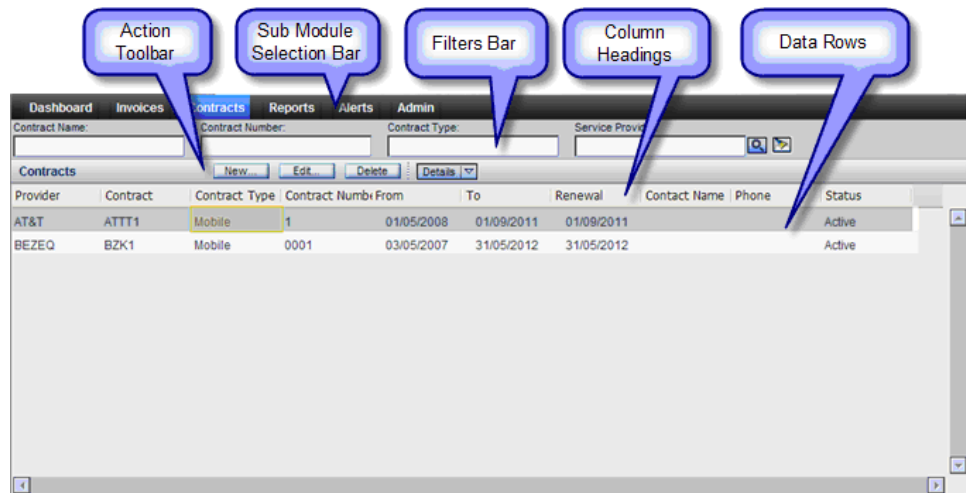 Action
Toolbar
Sub Module
Selection Bar
Filters Bar
Column
Headings
Data Rows
Dashboard Invoices Contracts Reports Alerts Admin
Contract Name: Contract Number: Contract Type: Service Provi
Contracts New... Edit... Delete Details
Provider Contract Contract Type Contract Numb From To Renewal Contact Name Phone Status
AT&T ATTT1 Mobile 1 01/05/2008 01/09/2011 01/09/2011 Active
BEZEQ BZK1 Mobile 0001 03/05/2007 31/05/2012 31/05/2012 Active